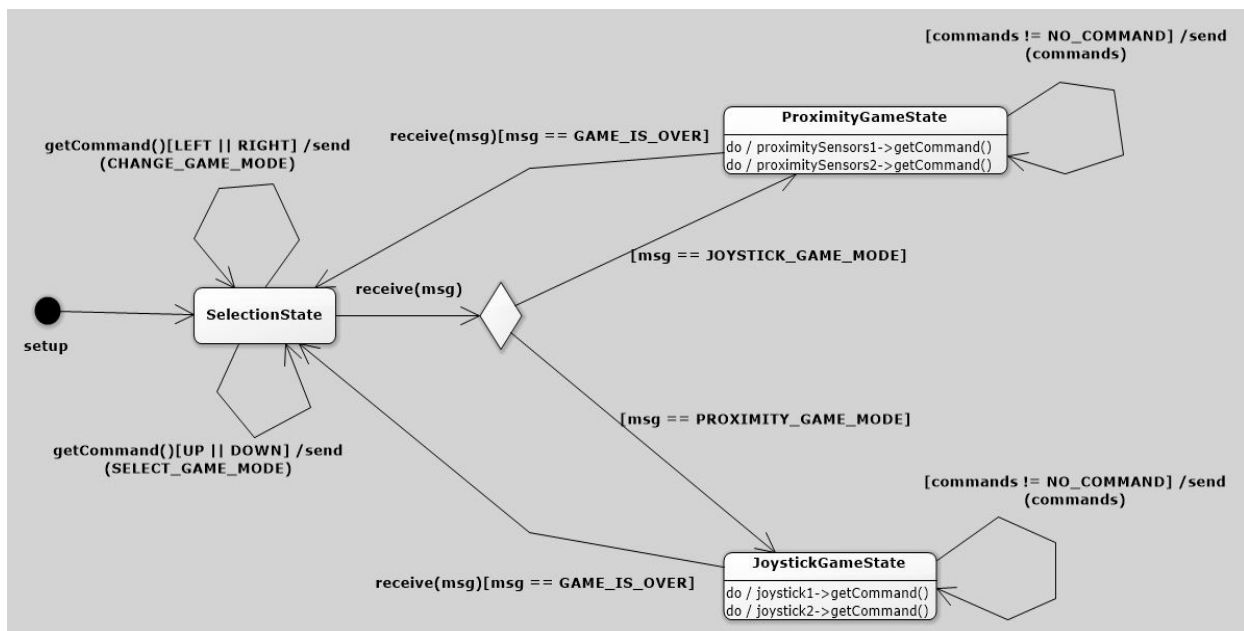 [commands != NO_COMMAND] /send
(commands)
ProximityGameState
do / proximitySensors1->getCommand()
do / proximitySensors2->getCommand()
receive(msg)[msg == GAME_IS_OVER]
getCommand()[LEFT || RIGHT] /send
(CHANGE_GAME_MODE)
[msg == JOYSTICK_GAME_MODE]
receive(msg)
SelectionState
setup
[msg == PROXIMITY_GAME_MODE]
getCommand()[UP || DOWN] /send
(SELECT_GAME_MODE)
[commands != NO_COMMAND] /send
(commands)
JoystickGameState
do / joystick1->getCommand()
do / joystick2->getCommand()
receive(msg)[msg == GAME_IS_OVER]